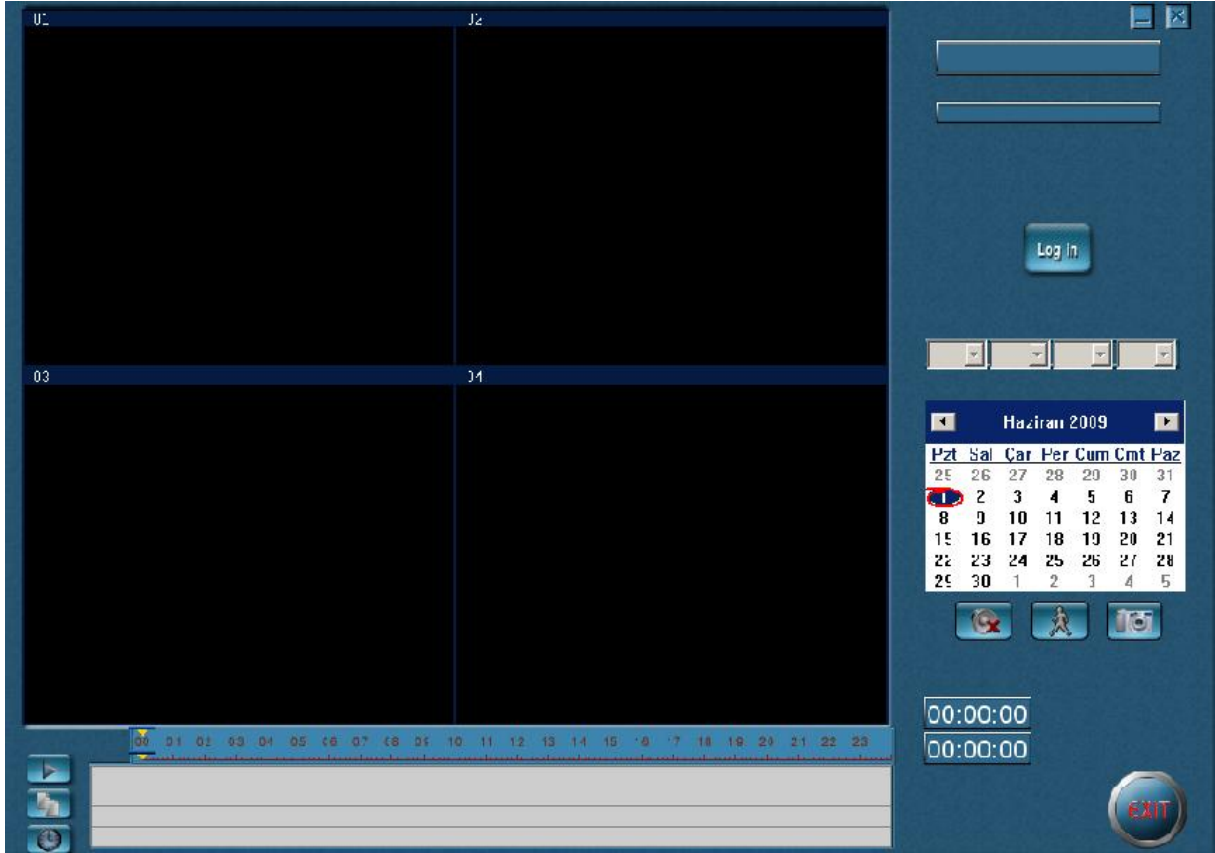 01 02
Log in
03 04
Haziran 2009
Pzt Sal Çar Per Cum Cmt Paz
25 26 27 28 29 30 31
1 2 3 4 5 6 7
8 9 10 11 12 13 14
15 16 17 18 19 20 21
22 23 24 25 26 27 28
29 30 1 2 3 4 5
00:00:00
00 01 02 03 04 05 06 07 08 09 10 11 12 13 14 15 16 17 18 19 20 21 22 23
00:00:00
EXIT